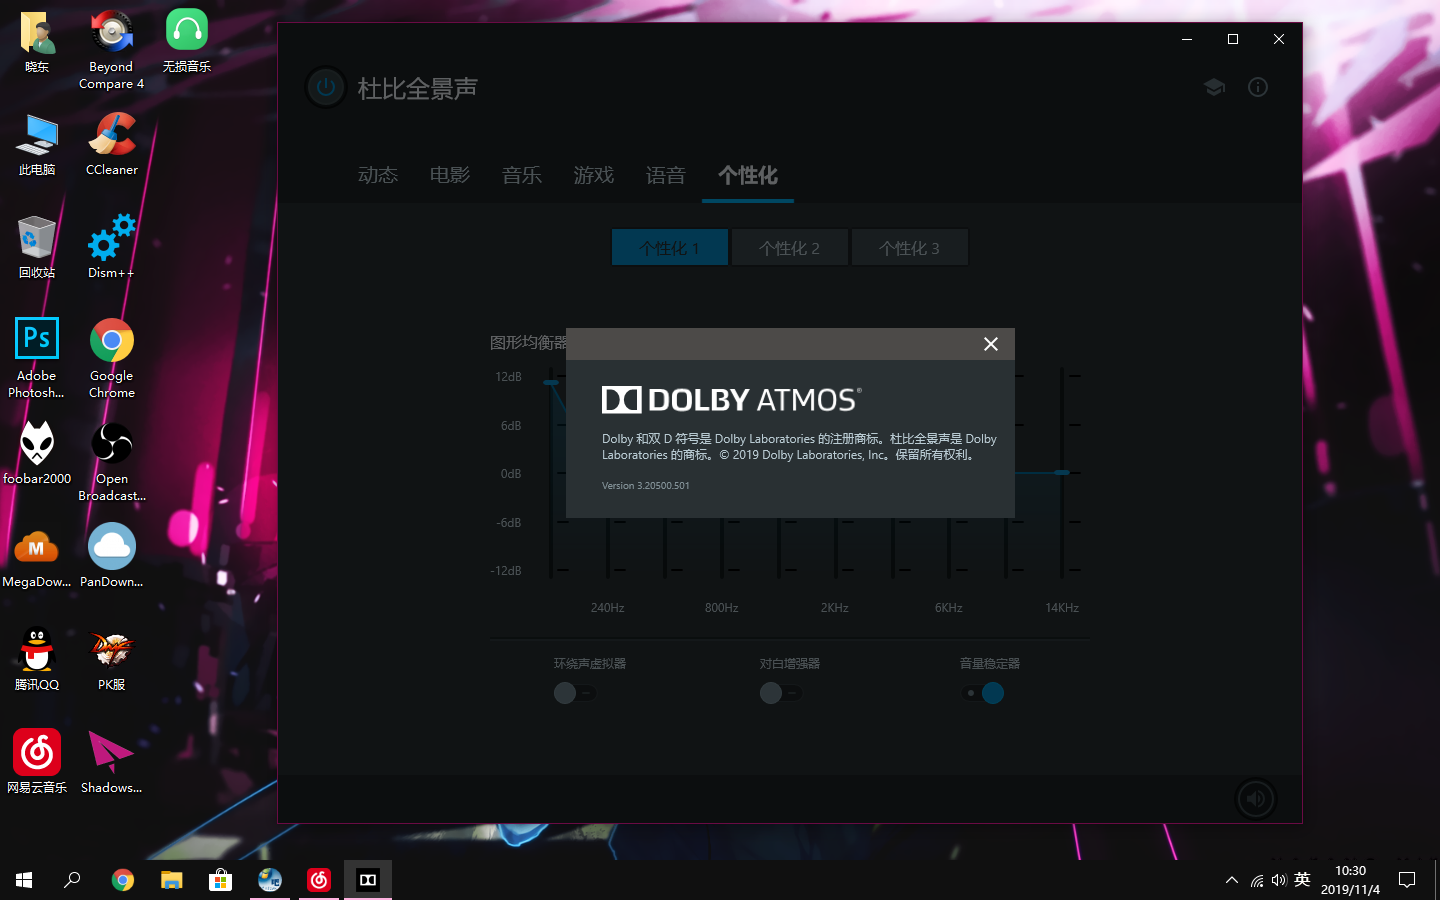 晓东
Beyond
Compare 4
无损音乐
此电脑
CCleaner
回收站
Dism++
Ps
Adobe
Photosh...
Google
Chrome
foobar2000
Open
Broadcast...
M
MegaDow...
PanDown...
腾讯QQ
DNF
PK服
网易云音乐
Shadows...
杜比全景声
动态
电影
音乐
游戏
语音
个性化
个性化 1
个性化 2
个性化 3
图形均衡器
12dB
6dB
0dB
-6dB
-12dB
DOLBY ATMOS®
Dolby 和双 D 符号是 Dolby Laboratories 的注册商标。杜比全景声是 Dolby
Laboratories 的商标。© 2019 Dolby Laboratories, Inc。保留所有权利。
Version 3.20500.501
240Hz
800Hz
2KHz
6KHz
14KHz
环绕声虚拟器
对白增强器
音量稳定器
英
10:30
2019/11/4